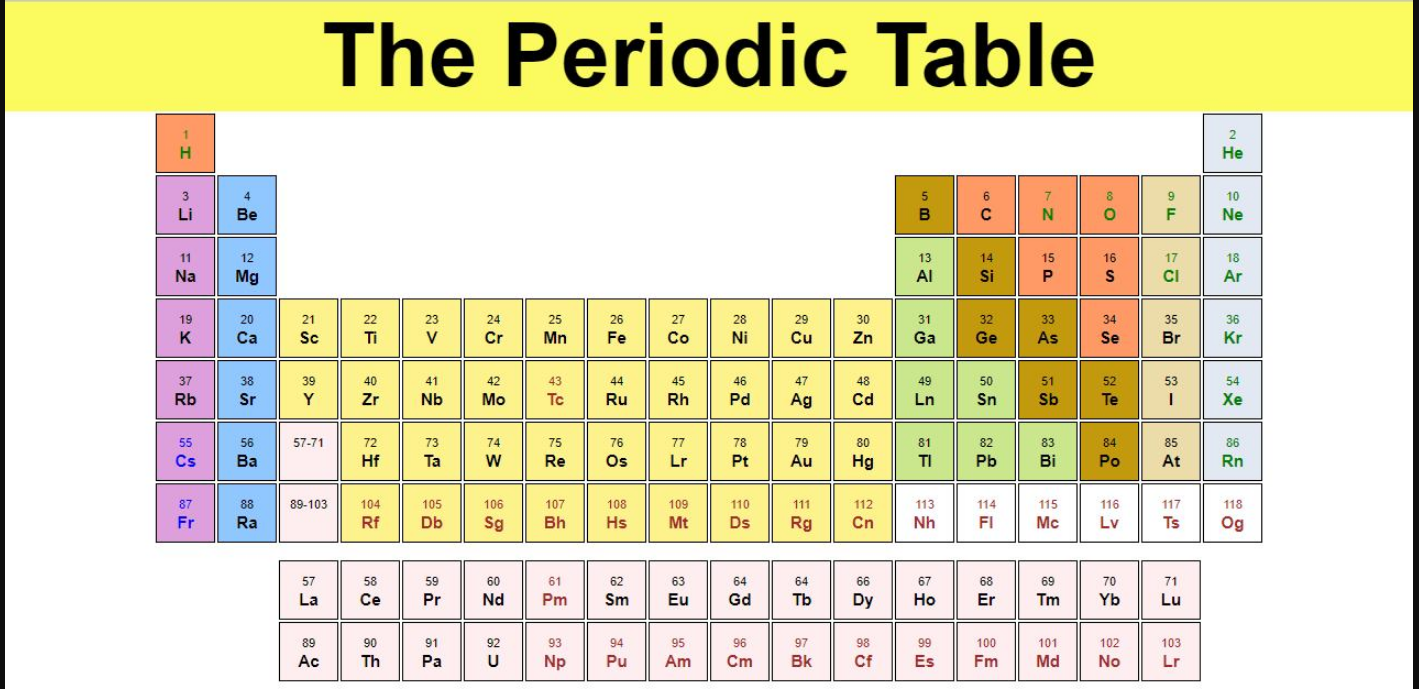 The Periodic Table
1 2
H He
3 4 5 6 7 8 9 10
Li Be B C N O F Ne
11 12 13 14 15 16 17 18
Na Mg Al Si P S Cl Ar
19 20 21 22 23 24 25 26 27 28 29 30 31 32 33 34 35 36
K Ca Sc Ti V Cr Mn Fe Co Ni Cu Zn Ga Ge As Se Br Kr
37 38 39 40 41 42 43 44 45 46 47 48 49 50 51 52 53 54
Rb Sr Y Zr Nb Mo Tc Ru Rh Pd Ag Cd Ln Sn Sb Te I Xe
55 56 57-71 72 73 74 75 76 77 78 79 80 81 82 83 84 85 86
Cs Ba Hf Ta W Re Os Lr Pt Au Hg Tl Pb Bi Po At Rn
87 88 89-103 104 105 106 107 108 109 110 111 112 113 114 115 116 117 118
Fr Ra Rf Db Sg Bh Hs Mt Ds Rg Cn Nh Fl Mc Lv Ts Og
57 58 59 60 61 62 63 64 64 66 67 68 69 70 71
La Ce Pr Nd Pm Sm Eu Gd Tb Dy Ho Er Tm Yb Lu
89 90 91 92 93 94 95 96 97 98 99 100 101 102 103
Ac Th Pa U Np Pu Am Cm Bk Cf Es Fm Md No Lr